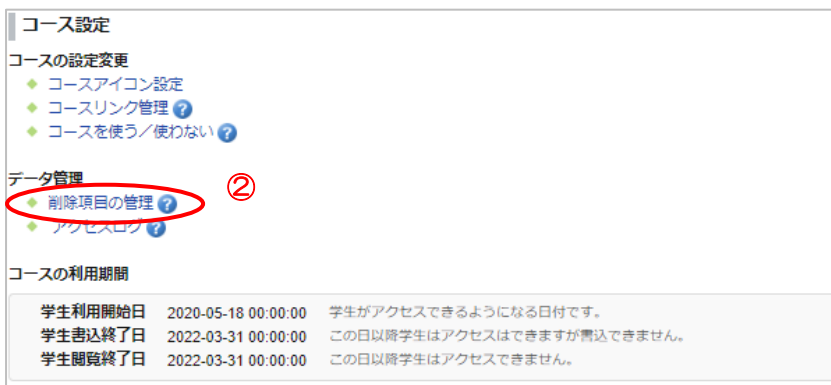 コース設定
コースの設定変更
コースアイコン設定
コースリンク管理 ?
コースを使う／使わない ?
データ管理
②
削除項目の管理 ?
アクセスログ ?
コースの利用期間
学生利用開始日 2020-05-18 00:00:00 学生がアクセスできるようになる日付です。
学生書込終了日 2022-03-31 00:00:00 この日以降学生はアクセスはできますが書込できません。
学生閲覧終了日 2022-03-31 00:00:00 この日以降学生はアクセスできません。